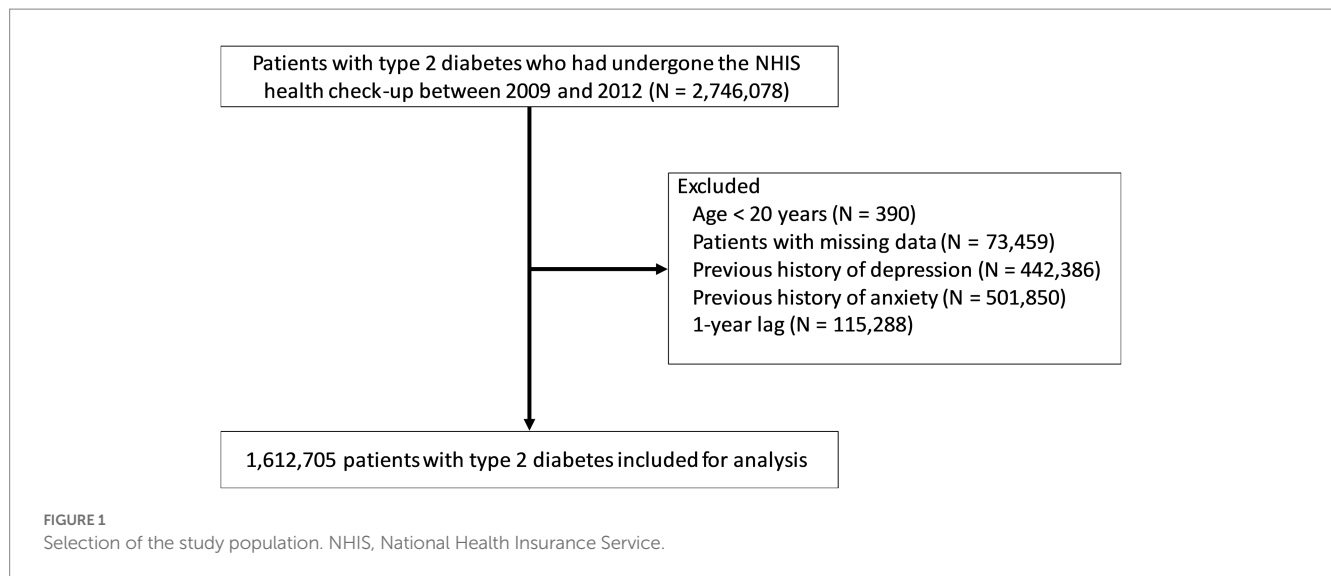 Patients with type 2 diabetes who had undergone the NHIS
health check-up between 2009 and 2012 (N = 2,746,078)
Excluded
Age < 20 years (N = 390)
Patients with missing data (N = 73,459)
Previous history of depression (N = 442,386)
Previous history of anxiety (N = 501,850)
1-year lag (N = 115,288)
1,612,705 patients with type 2 diabetes included for analysis
FIGURE 1
Selection of the study population. NHIS, National Health Insurance Service.